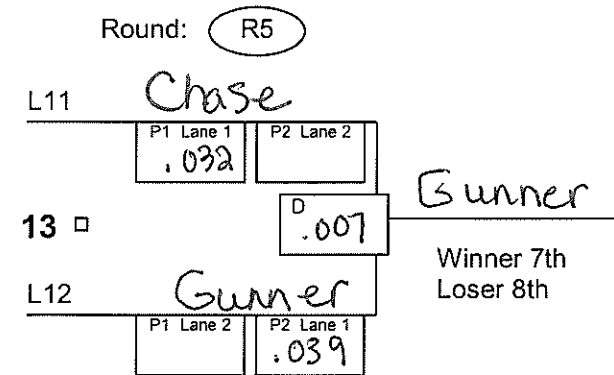 Round: R5
L11 Chase
P1 Lane 1 P2 Lane 2
.032
D
13 .007 Gunner
Winner 7th
Loser 8th
L12 Gunner
P1 Lane 2 P2 Lane 1
.039